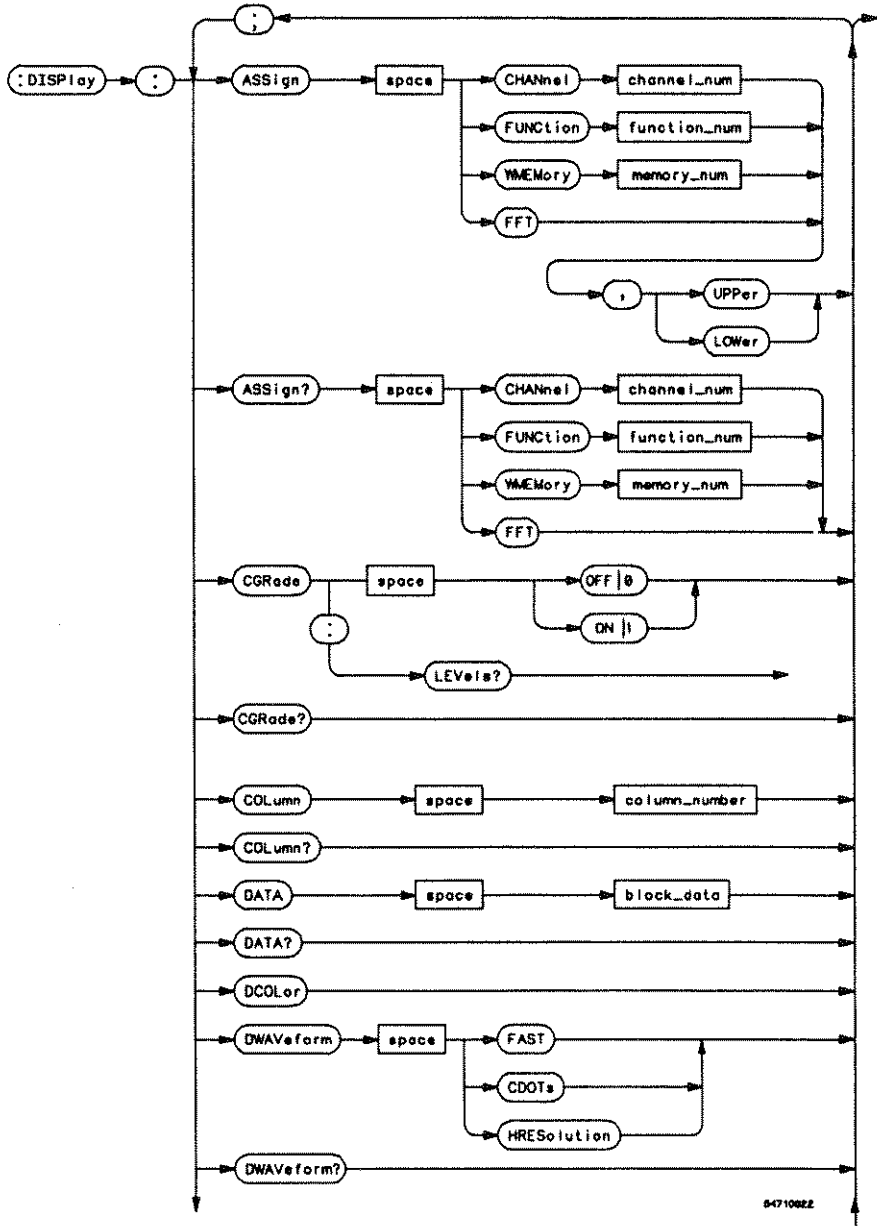 ;
:DISPlay : ASSign space CHANnel channel_num
FUNCtion function_num
WMEMory memory_num
FFT
, UPPer
LOWer
ASSign? space CHANnel channel_num
FUNCtion function_num
WMEMory memory_num
FFT
CGRade space OFF|0
: ON|1
LEVels?
CGRade?
COLumn space column_number
COLumn?
DATA space block_data
DATA?
DCOLor
DWAVeform space FAST
CDOTs
HRESolution
DWAVeform?
54710822